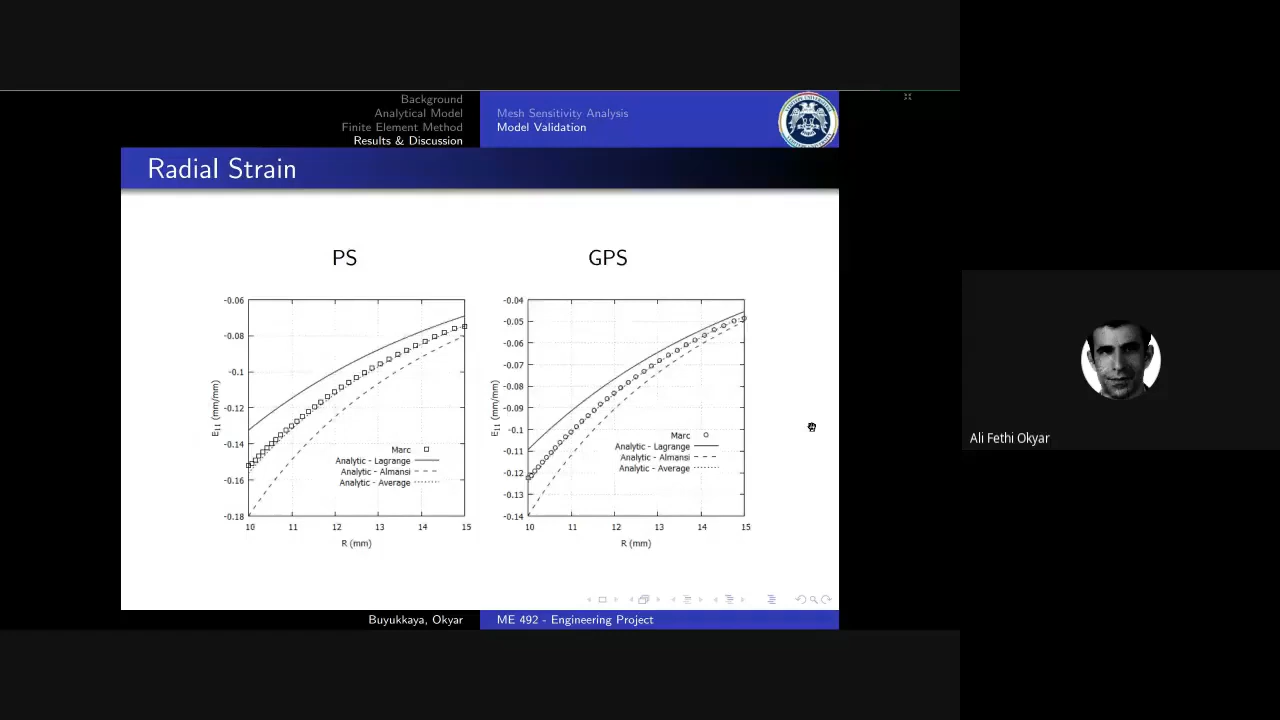 Background
Analytical Model
Finite Element Method
Results & Discussion
Mesh Sensitivity Analysis
Model Validation
Radial Strain
PS
-0.06
-0.08
-0.1
-0.12
-0.14
-0.16
-0.18
E11 (mm/mm)
Marc
Analytic - Lagrange
Analytic - Almansi
Analytic - Average
10 11 12 13 14 15
R (mm)
GPS
-0.04
-0.05
-0.06
-0.07
-0.08
-0.09
-0.1
-0.11
-0.12
-0.13
-0.14
E11 (mm/mm)
Marc
Analytic - Lagrange
Analytic - Almansi
Analytic - Average
10 11 12 13 14 15
R (mm)
Buyukkaya, Okyar
ME 492 - Engineering Project
Ali Fethi Okyar